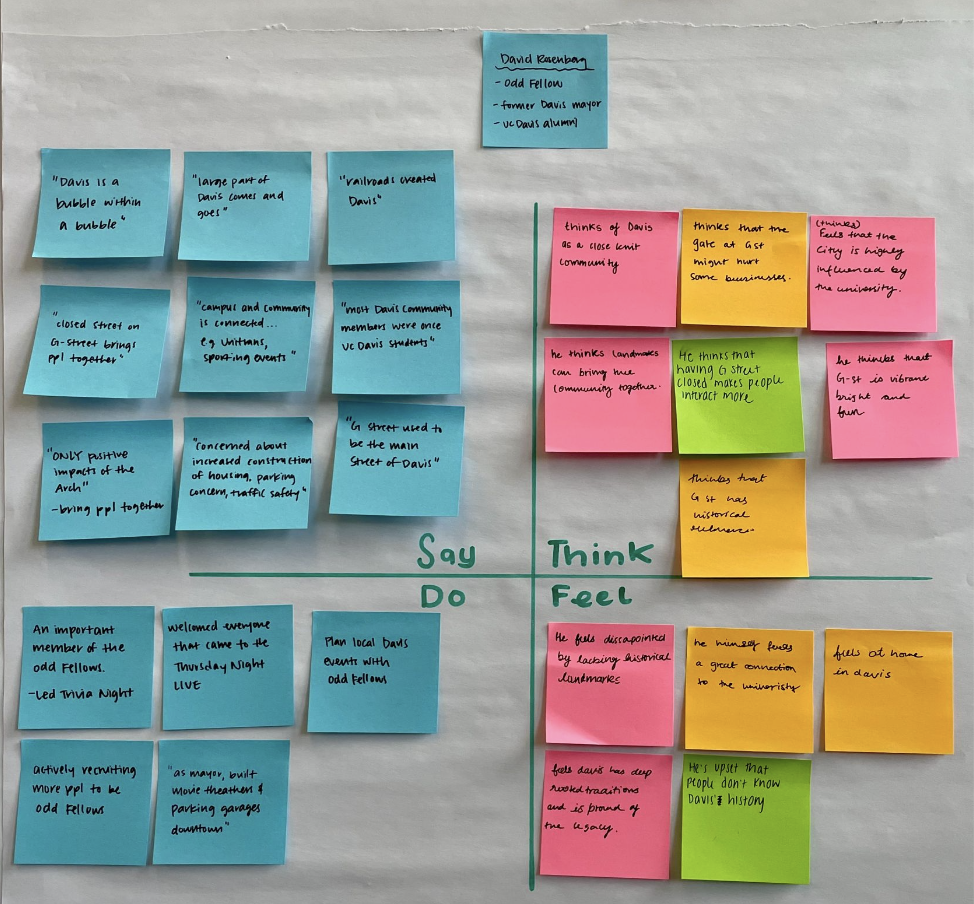 David Rosenberg
- Odd Fellow
- former Davis mayor
- UC Davis alumni
"Davis is a
bubble within
a bubble"
"large part of
Davis comes and
goes"
"railroads created
Davis"
"closed street on
G-street brings
ppl together"
"campus and community
is connected...
e.g unitrans,
sporting events"
"most Davis community
members were once
UC Davis students"
"ONLY positive
impacts of the
Arch"
-bring ppl together
"concerned about
increased construction
of housing, parking
concern, traffic safety"
"G street used to
be the main
street of Davis"
Say
thinks of Davis
as a close knit
community
thinks that the
gate at G st
might hurt
some businesses.
(thinks)
Feels that the
City is highly
influenced by
the university.
he thinks landmarks
can bring the
community together.
He thinks that
having G street
closed makes people
interact more
he thinks that
G-st is vibrant
bright and
fun
thinks that
G st has
historical
Think
Do
An important
member of the
odd Fellows.
-Led Trivia Night
welcomed everyone
that came to the
Thursday Night
LIVE
Plan local Davis
events with
odd Fellows
actively recruiting
more ppl to be
odd Fellows
"as mayor, built
movie theathers &
parking garages
downtown"
Feel
He feels dissapointed
by lacking historical
landmarks
he himself feels
a great connection
to the univeristy
feels at home
in davis
feels davis has deep
rooted traditions
and is proud of
the legacy.
He's upset that
people don't know
Davis's history